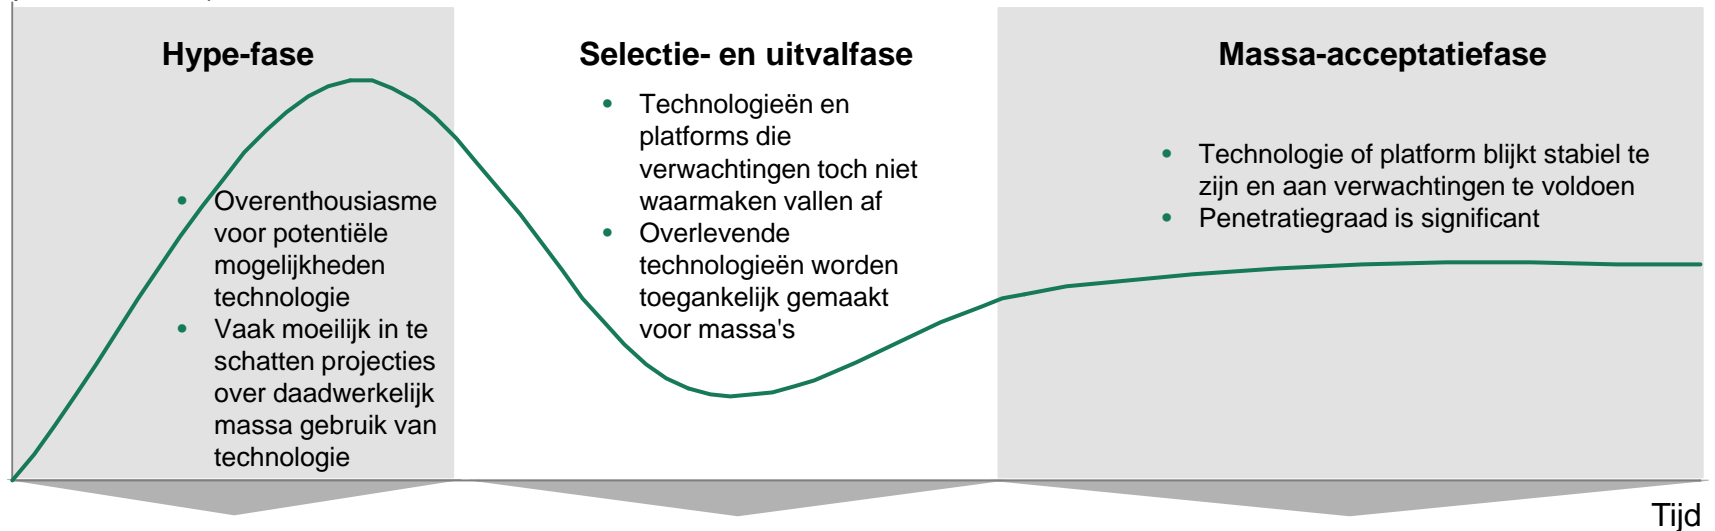 Hype-fase
Overenthousiasme
voor potentiële
mogelijkheden
technologie
Vaak moeilijk in te
schatten projecties
over daadwerkelijk
massa gebruik van
technologie
Selectie- en uitvalfase
Technologieën en
platforms die
verwachtingen toch niet
waarmaken vallen af
Overlevende
technologieën worden
toegankelijk gemaakt
voor massa's
Massa-acceptatiefase
Technologie of platform blijkt stabiel te
zijn en aan verwachtingen te voldoen
Penetratiegraad is significant
Tijd